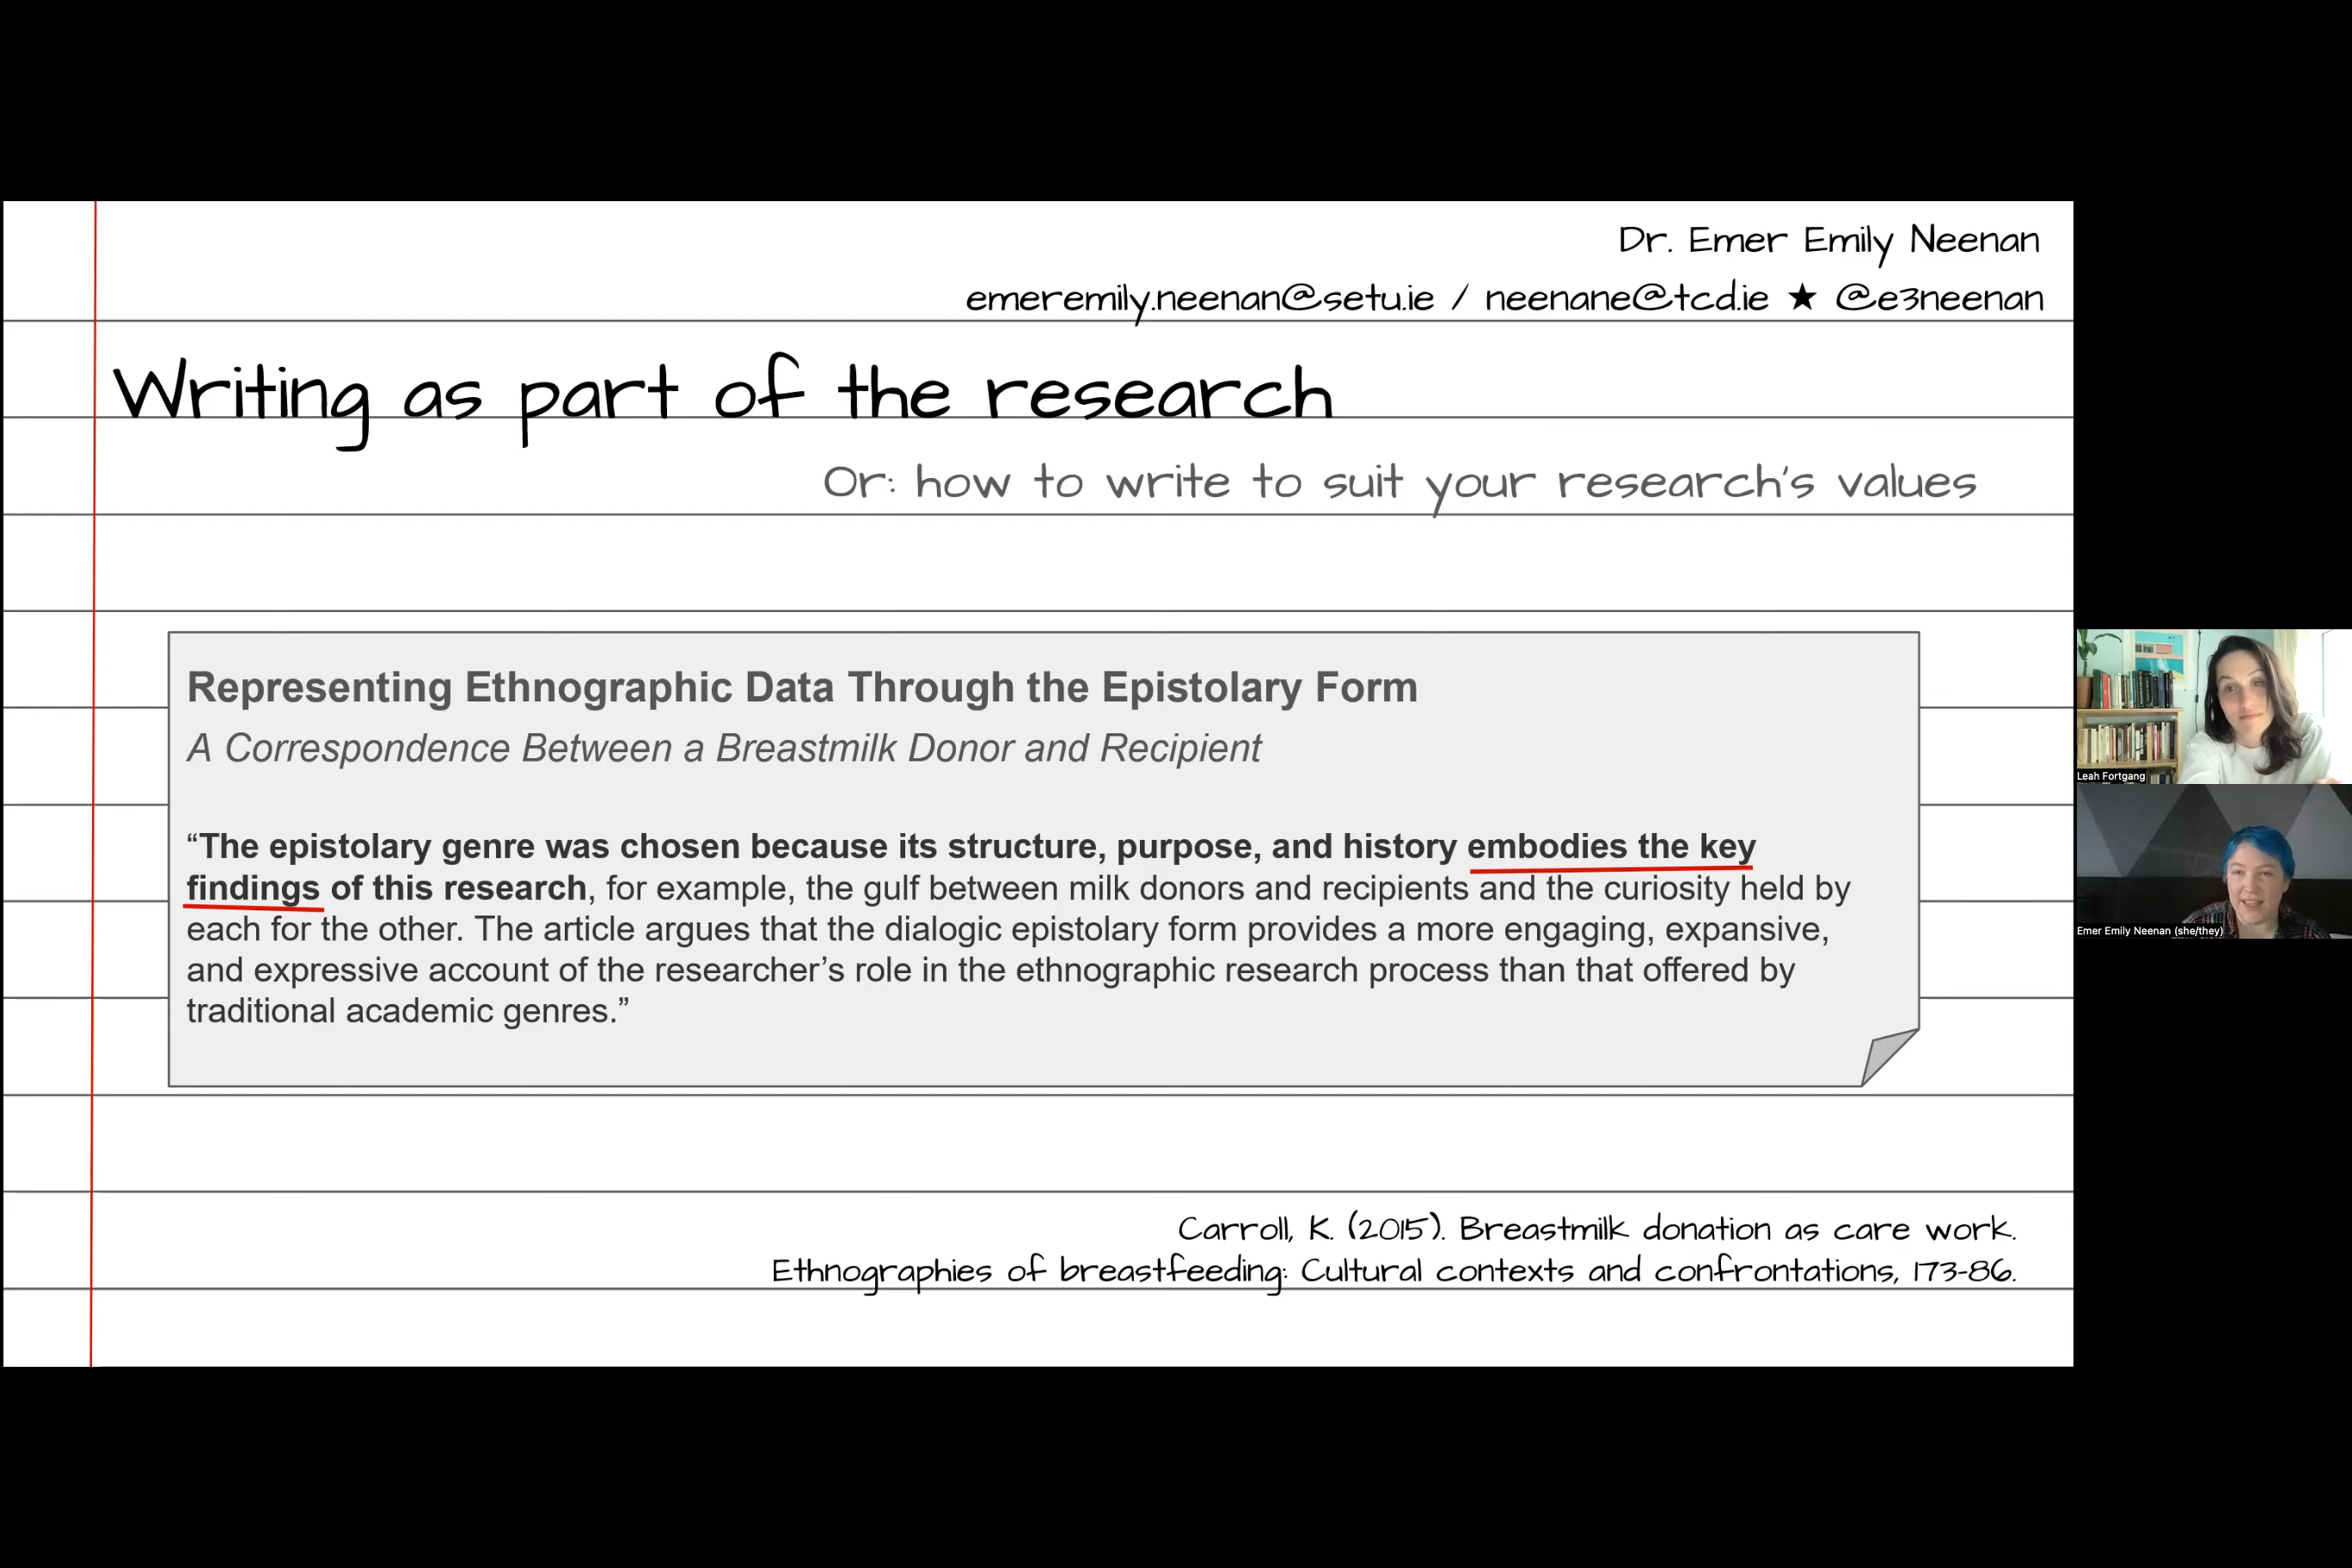 Dr. Emer Emily Neenan
emeremily.neenan@setu.ie / neenane@tcd.ie ★ @e3neenan
Writing as part of the research
Or: how to write to suit your research's values
Representing Ethnographic Data Through the Epistolary Form
A Correspondence Between a Breastmilk Donor and Recipient
“The epistolary genre was chosen because its structure, purpose, and history embodies the key
findings of this research, for example, the gulf between milk donors and recipients and the curiosity held by
each for the other. The article argues that the dialogic epistolary form provides a more engaging, expansive,
and expressive account of the researcher’s role in the ethnographic research process than that offered by
traditional academic genres.”
Carroll, K. (2015). Breastmilk donation as care work.
Ethnographies of breastfeeding: Cultural contexts and confrontations, 173-86.
Leah Fortgang
Emer Emily Neenan (she/they)